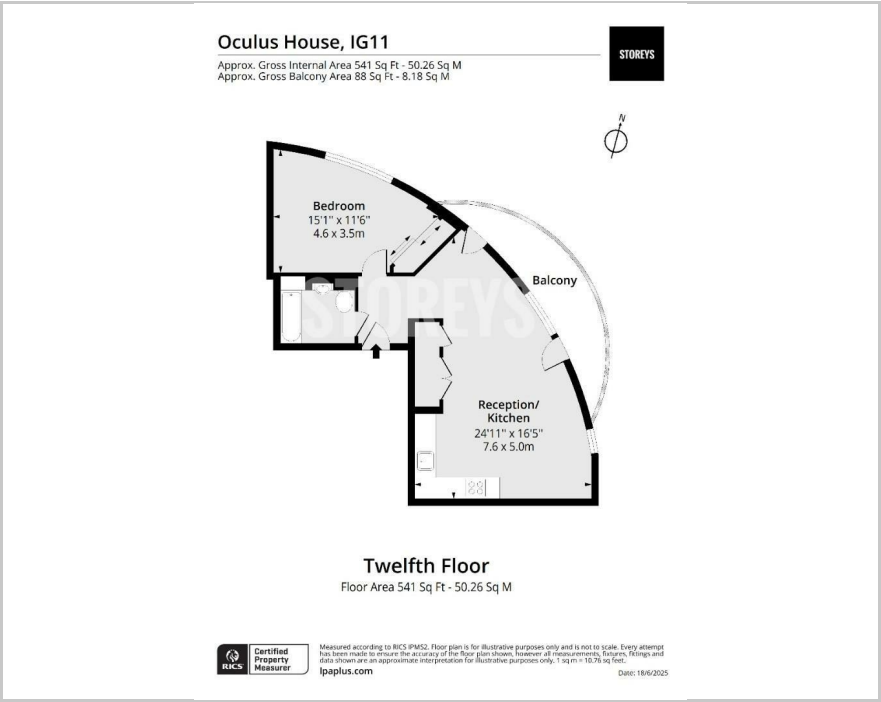 Oculus House, IG11
Approx. Gross Internal Area 541 Sq Ft - 50.26 Sq M
Approx. Gross Balcony Area 88 Sq Ft - 8.18 Sq M
STOREYS
N
Bedroom
15'1" x 11'6"
4.6 x 3.5m
Balcony
STOREYS
Reception/
Kitchen
24'11" x 16'5"
7.6 x 5.0m
Twelfth Floor
Floor Area 541 Sq Ft - 50.26 Sq M
RICS
Certified
Property
Measurer
Measured according to RICS IPMS2. Floor plan is for illustrative purposes only and is not to scale. Every attempt
has been made to ensure the accuracy of the floor plan shown, however all measurements, fixtures, fittings and
data shown are an approximate interpretation for illustrative purposes only. 1 sq m = 10.76 sq feet.
lpaplus.com
Date: 18/6/2025